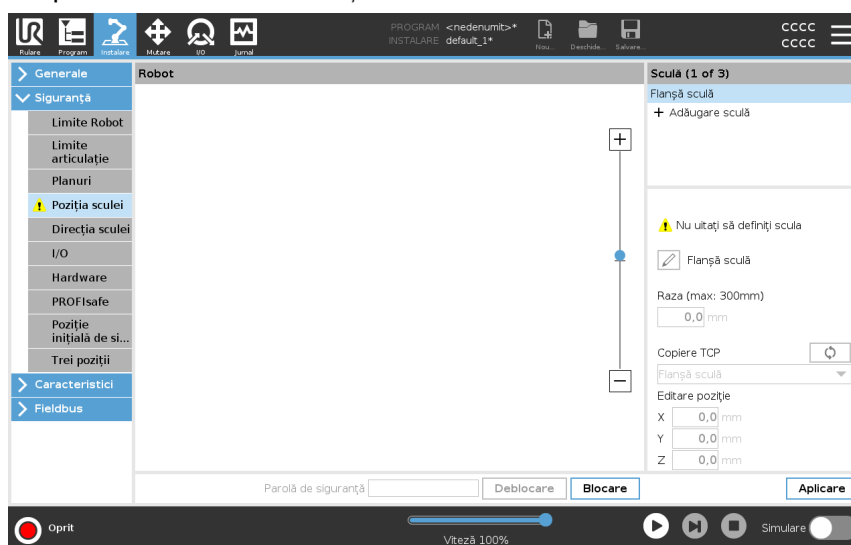 PROGRAM <nedenumit>*
INSTALARE default_1*
UR
Rulare Program Instalare Mutare I/O Jurnal
Nou... Deschide... Salvare...
cccc
cccc
Generale
Siguranță
Limite Robot
Limite
articulație
Planuri
Poziția sculei
Direcția sculei
I/O
Hardware
PROFIsafe
Poziție
inițială de si...
Trei poziții
Caracteristici
Fieldbus
Robot
Parolă de siguranță
Deblocare
Blocare
Sculă (1 of 3)
Flanșă sculă
+ Adăugare sculă
Nu uitați să definiți scula
Flanșă sculă
Raza (max: 300mm)
0,0 mm
Copiere TCP
Flanșă sculă
Editare poziție
X 0,0 mm
Y 0,0 mm
Z 0,0 mm
Aplicare
Oprit
Viteză 100%
Simulare